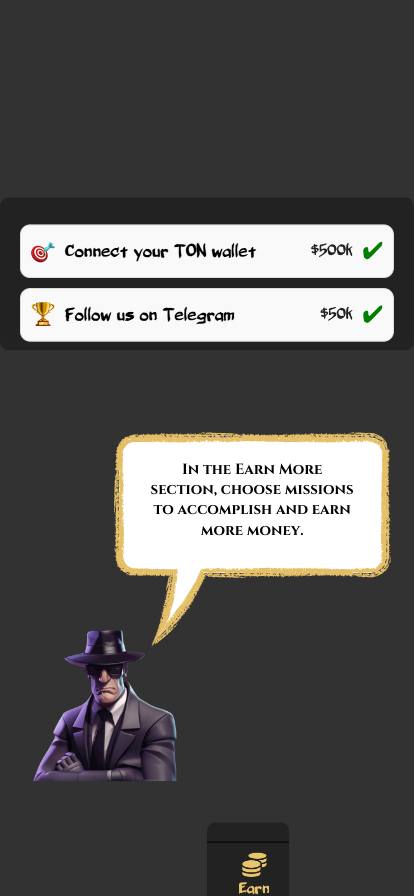 Connect your TON wallet $500k
Follow us on Telegram $50k
In the Earn More
section, choose missions
to accomplish and earn
more money.
Earn